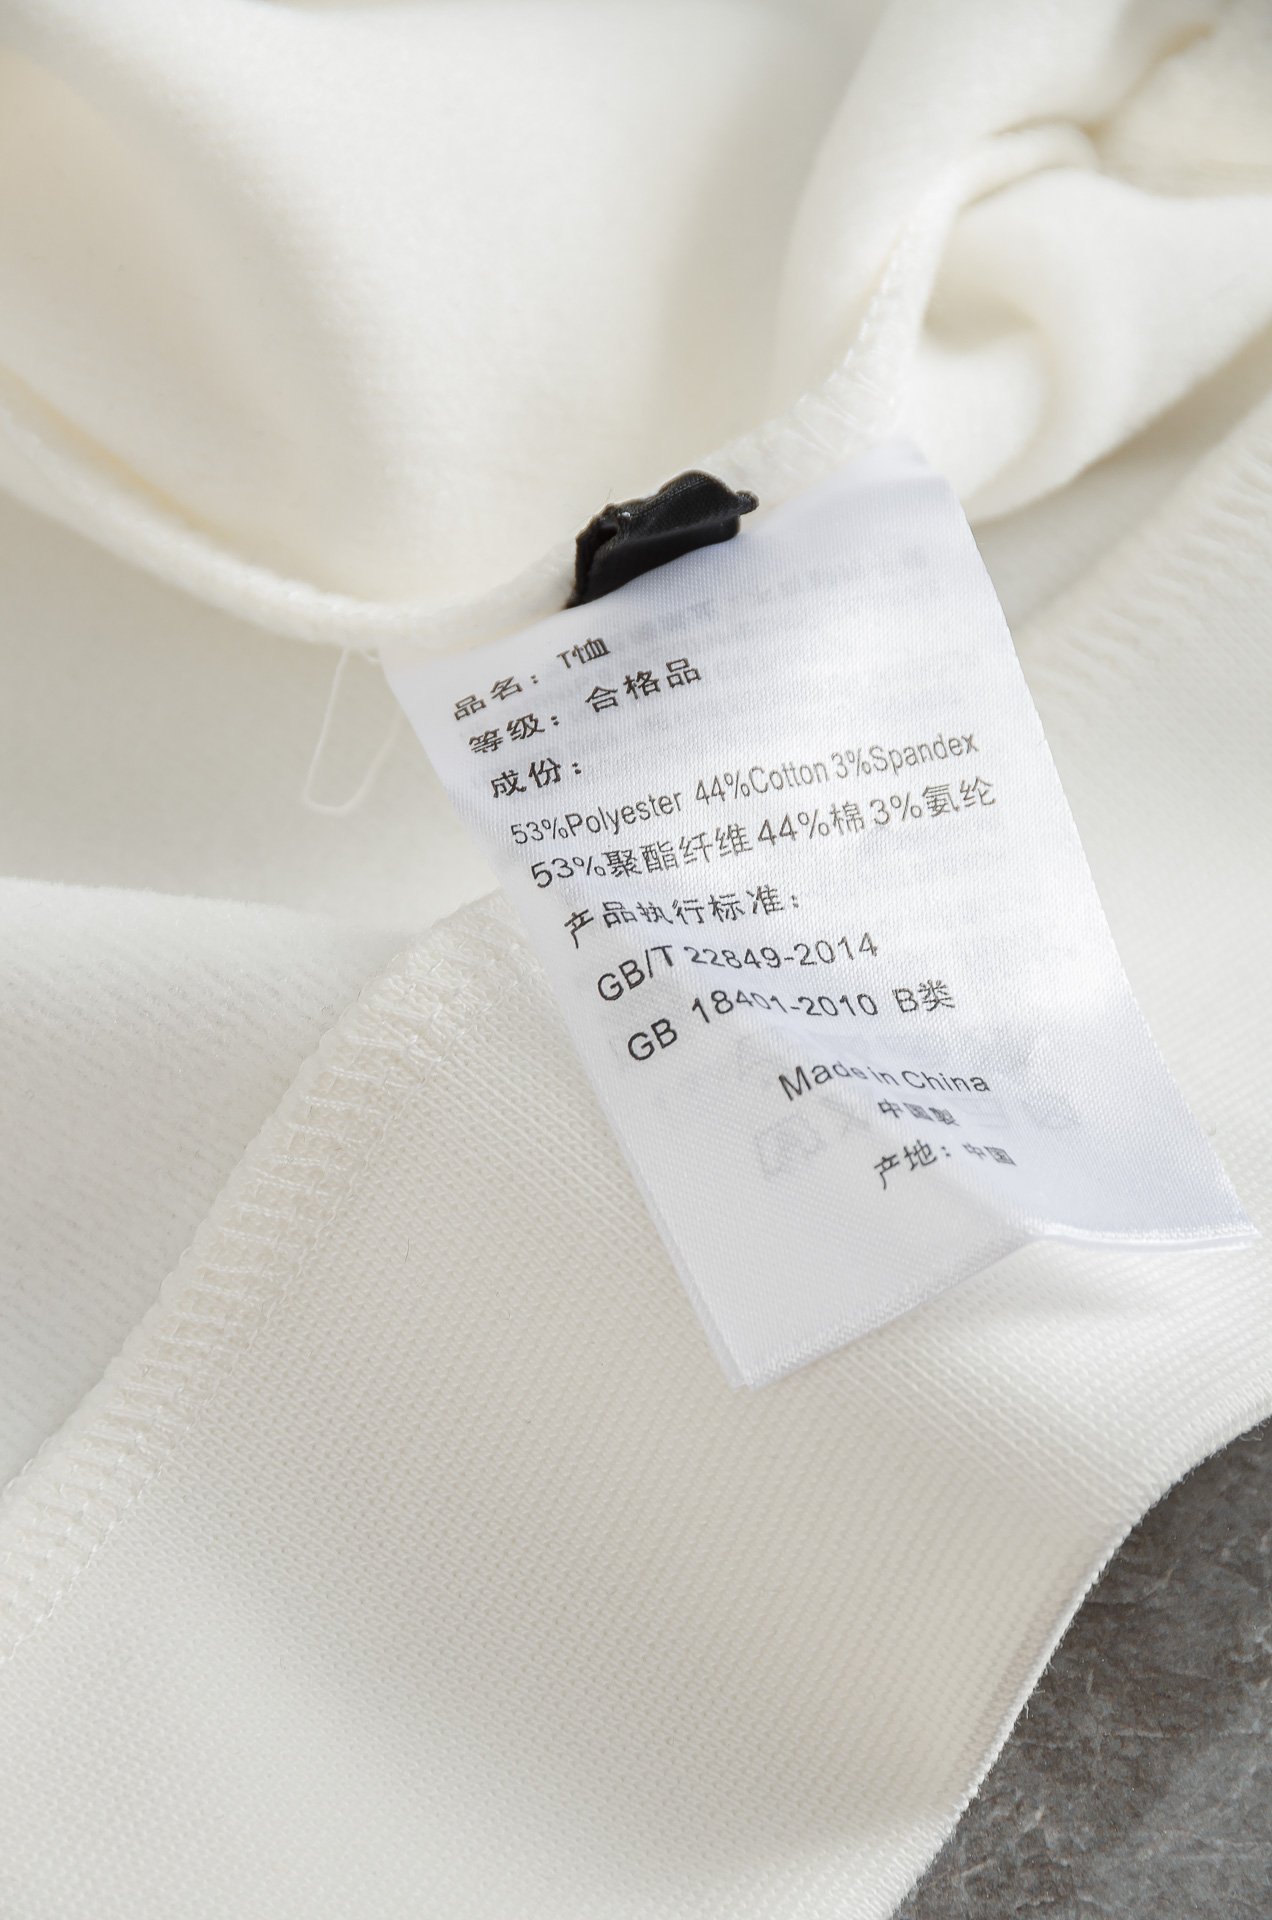 品名：T恤
等级：合格品
成份：
53%Polyester 44%Cotton 3%Spandex
53%聚酯纤维 44%棉 3%氨纶
产品执行标准：
GB/T 22849-2014
GB 18401-2010 B类
Made in China
中国製
产地：中国